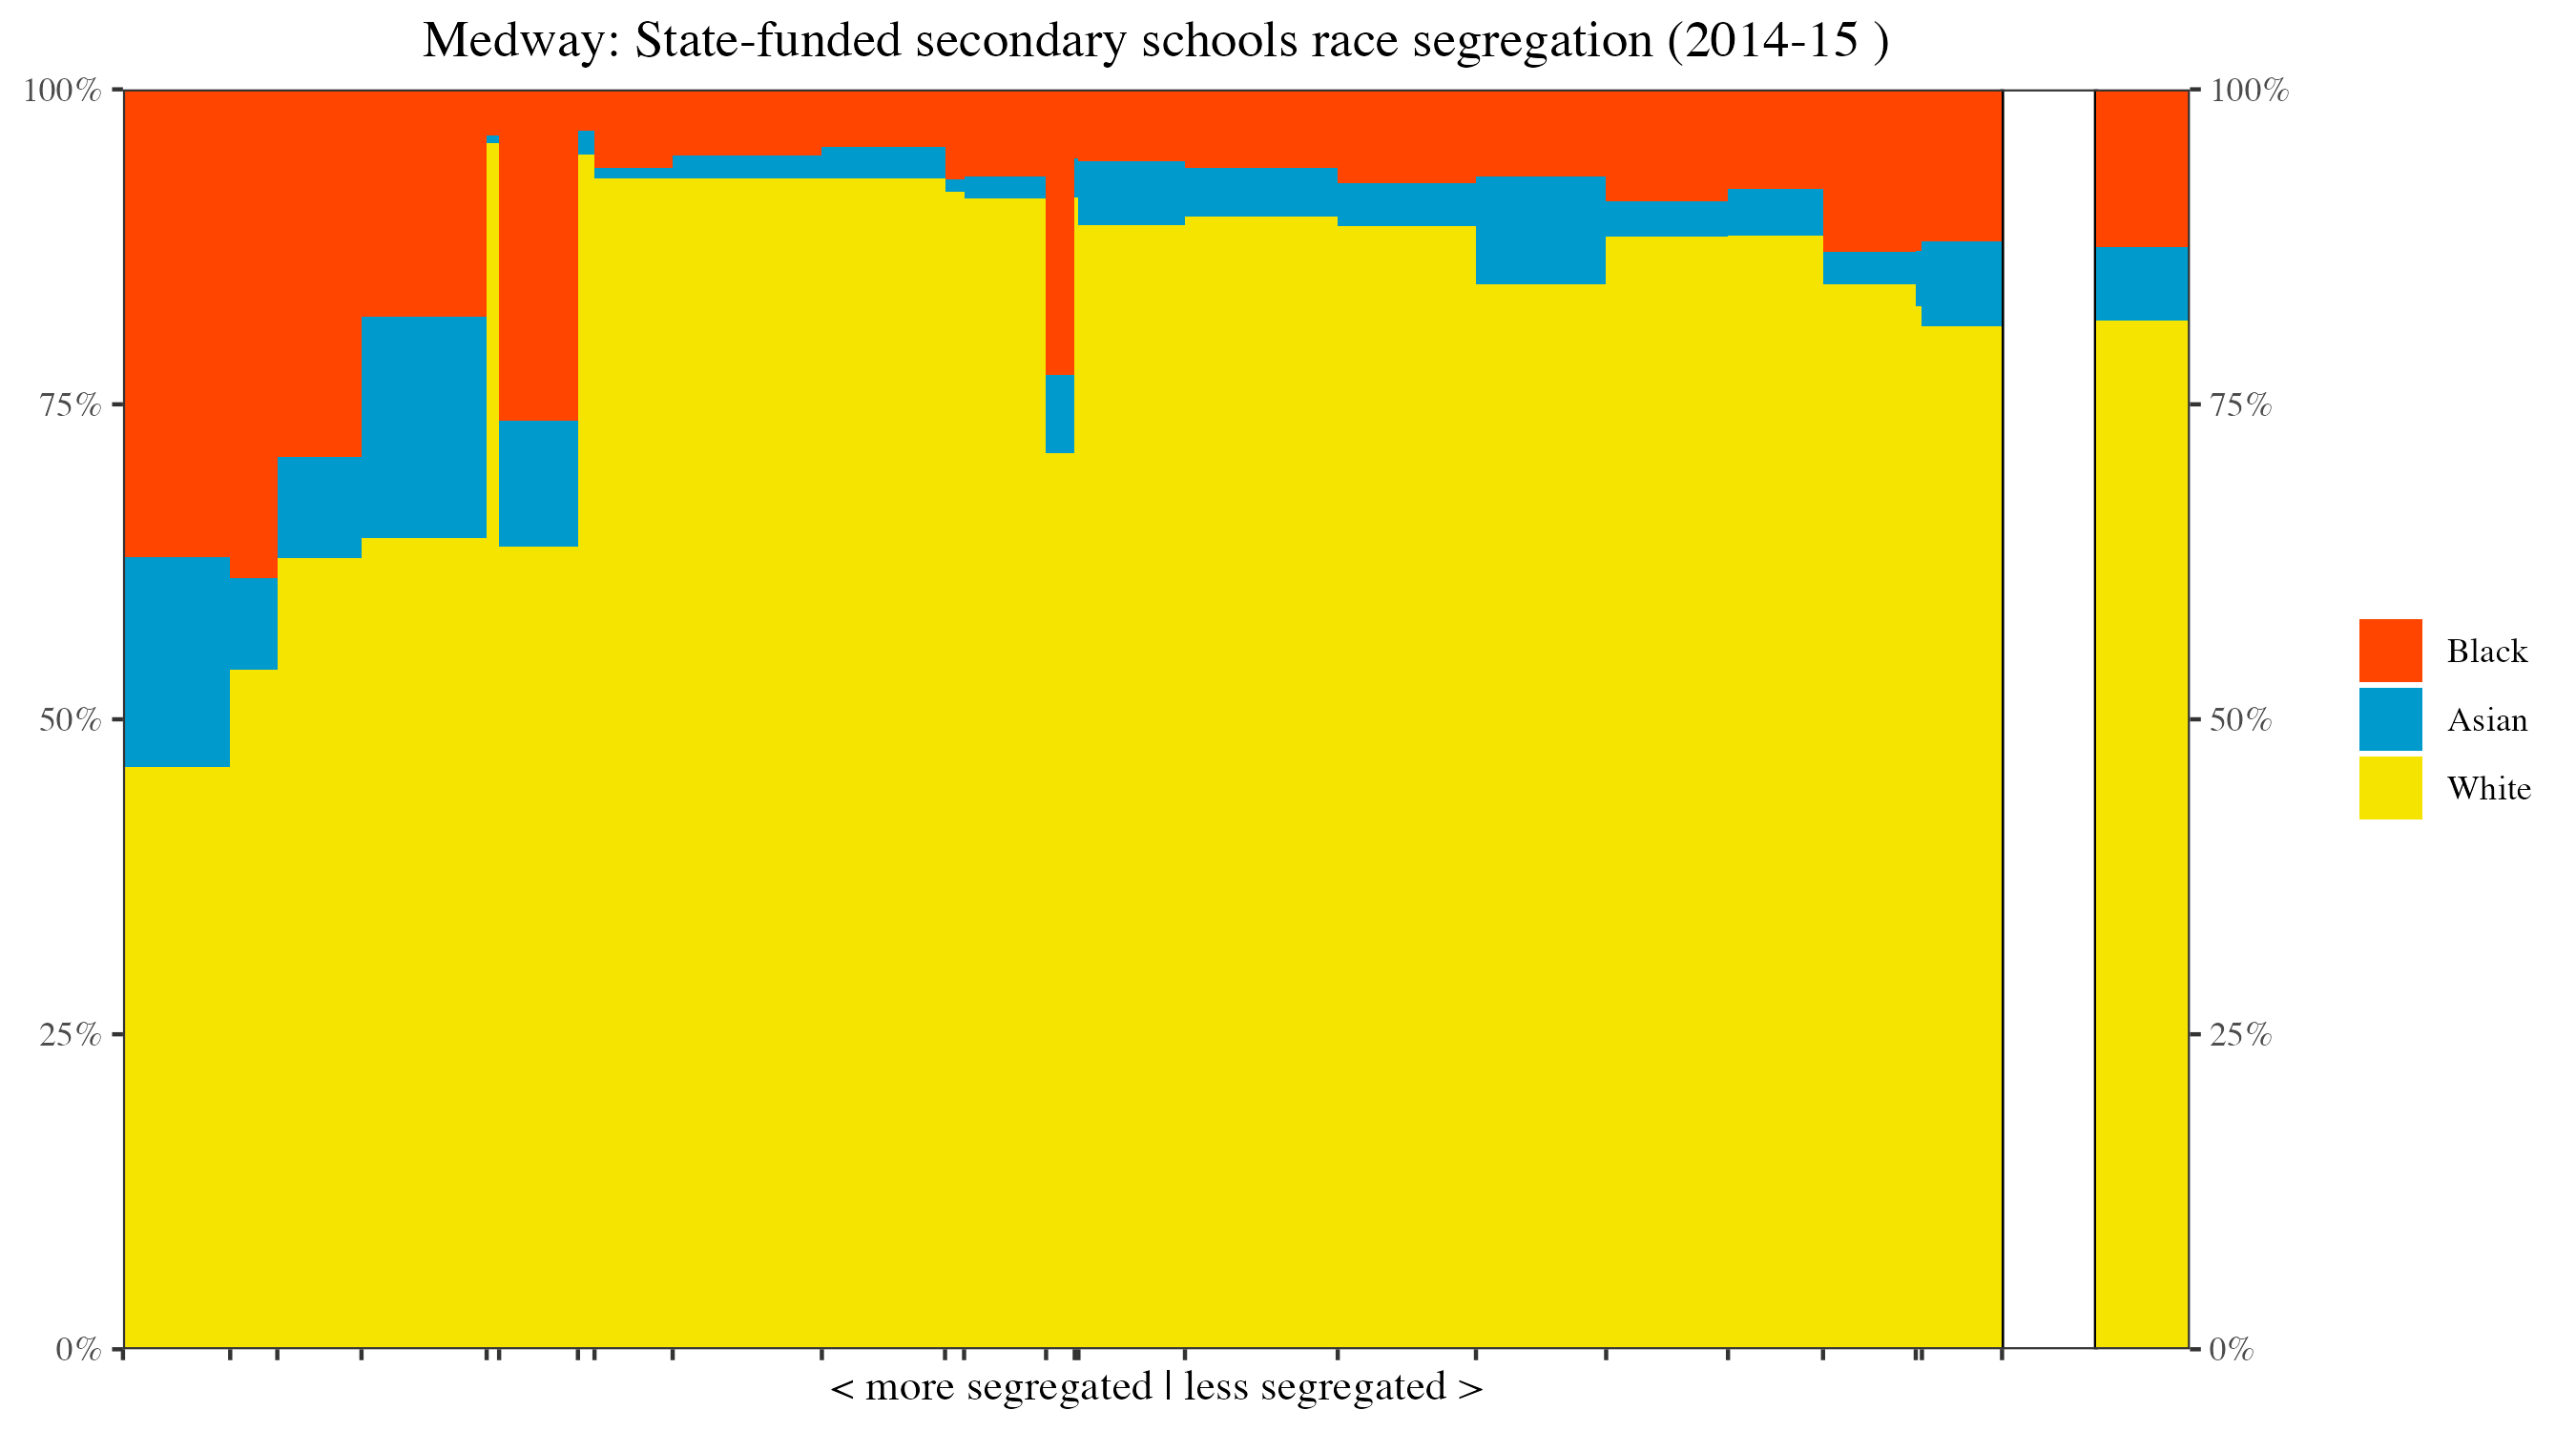 Medway: State-funded secondary schools race segregation (2014-15 )
100%
75%
50%
25%
0%
100%
75%
50%
25%
0%
Black
Asian
White
< more segregated | less segregated >